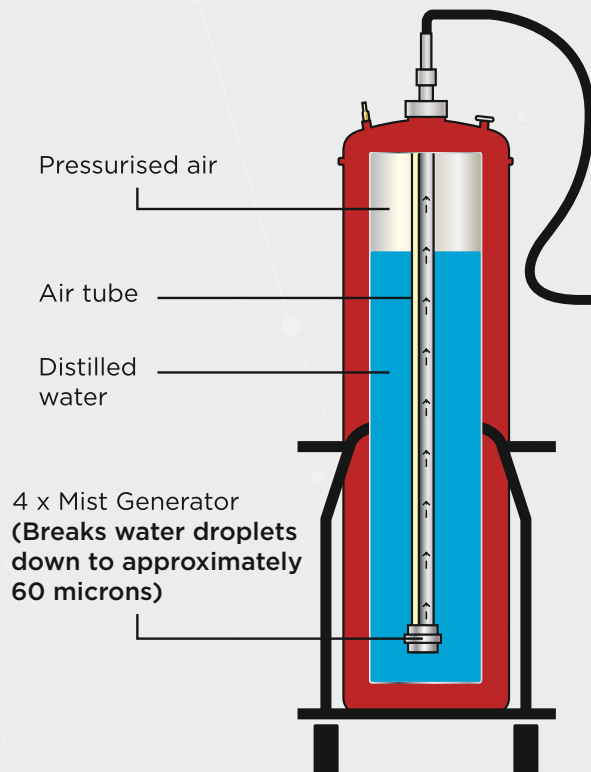 Pressurised air
Air tube
Distilled
water
4 x Mist Generator
(Breaks water droplets
down to approximately
60 microns)